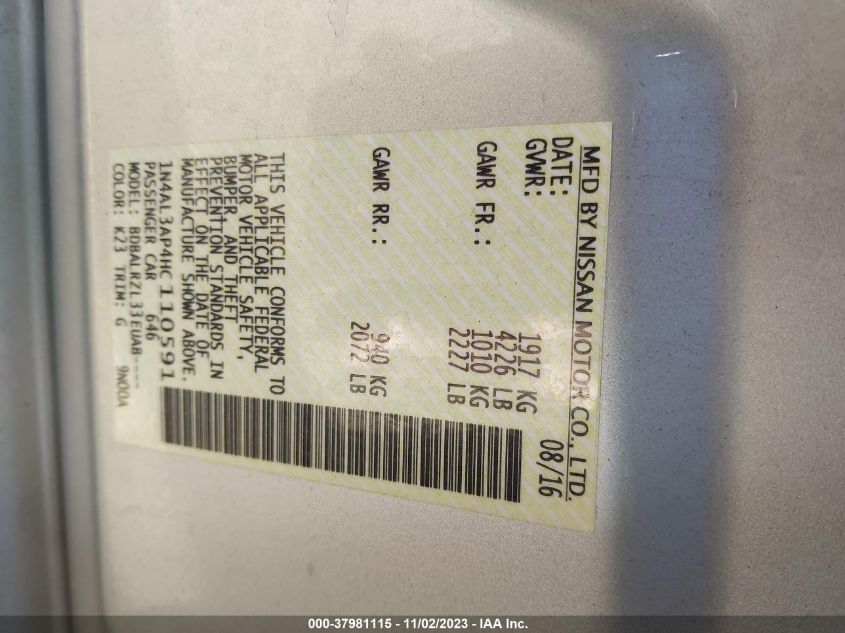 MFD BY NISSAN MOTOR CO., LTD.
DATE: 08/16
GVWR: 1917 KG
4226 LB
GAWR FR.: 1010 KG
2227 LB
GAWR RR.: 940 KG
2072 LB
THIS VEHICLE CONFORMS TO
ALL APPLICABLE FEDERAL
MOTOR VEHICLE SAFETY,
BUMPER, AND THEFT
PREVENTION STANDARDS IN
EFFECT ON THE DATE OF
MANUFACTURE SHOWN ABOVE.
1N4AL3AP4HC110591
PASSENGER CAR 646
MODEL: BDBALRZL33EUAB----
COLOR: K23 TRIM: G 9N00A
000-37981115 - 11/02/2023 - IAA Inc.